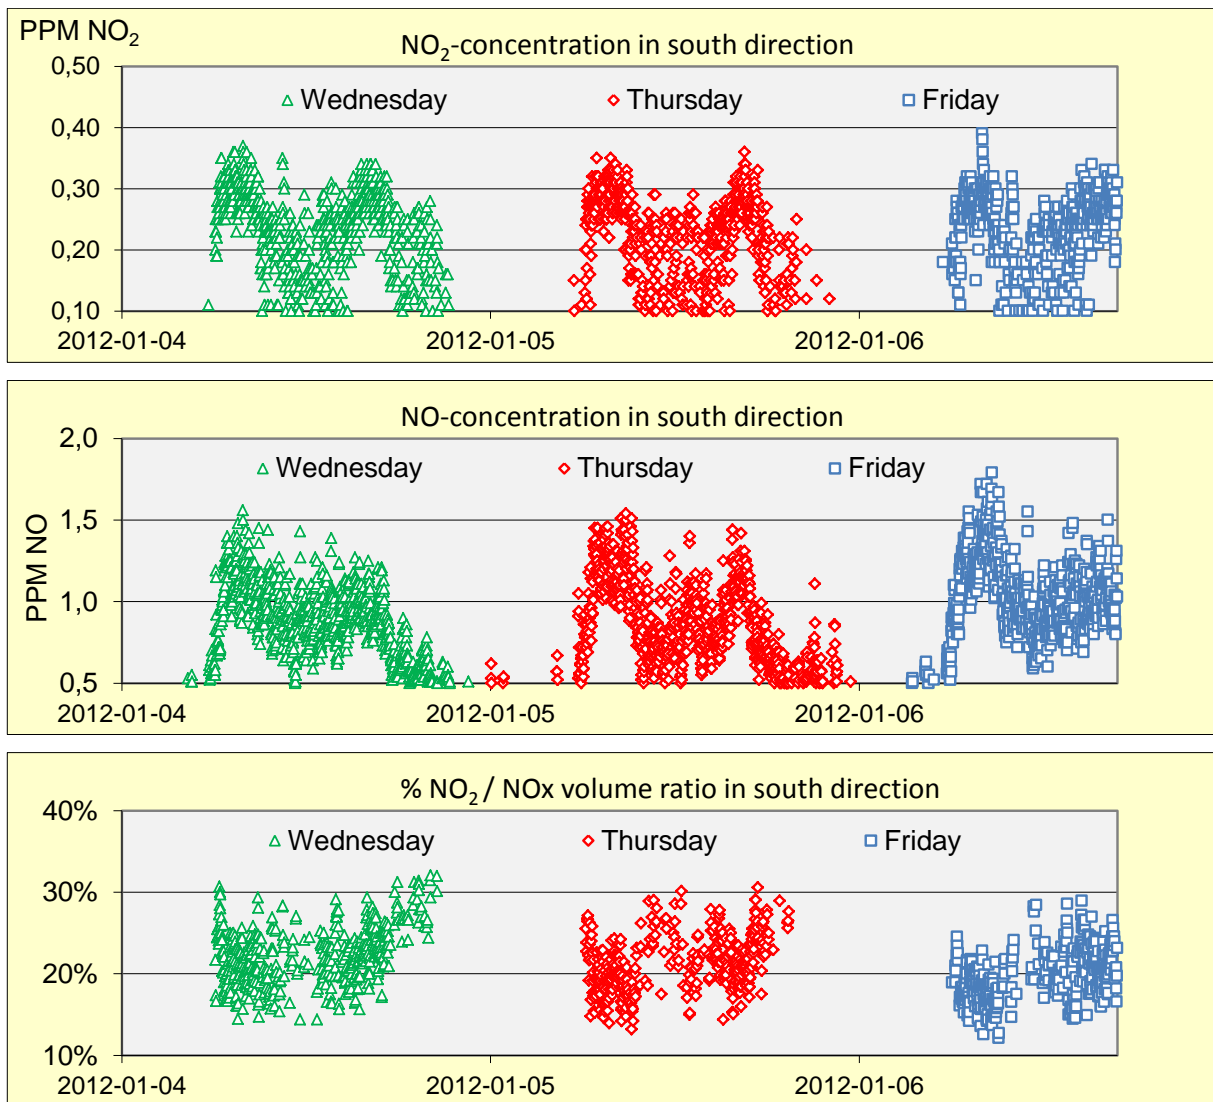 PPM NO₂
NO₂-concentration in south direction
0,50
Wednesday Thursday Friday
0,40
0,30
0,20
0,10
2012-01-04 2012-01-05 2012-01-06
NO-concentration in south direction
PPM NO
2,0
Wednesday Thursday Friday
1,5
1,0
0,5
2012-01-04 2012-01-05 2012-01-06
% NO₂ / NOx volume ratio in south direction
40%
Wednesday Thursday Friday
30%
20%
10%
2012-01-04 2012-01-05 2012-01-06